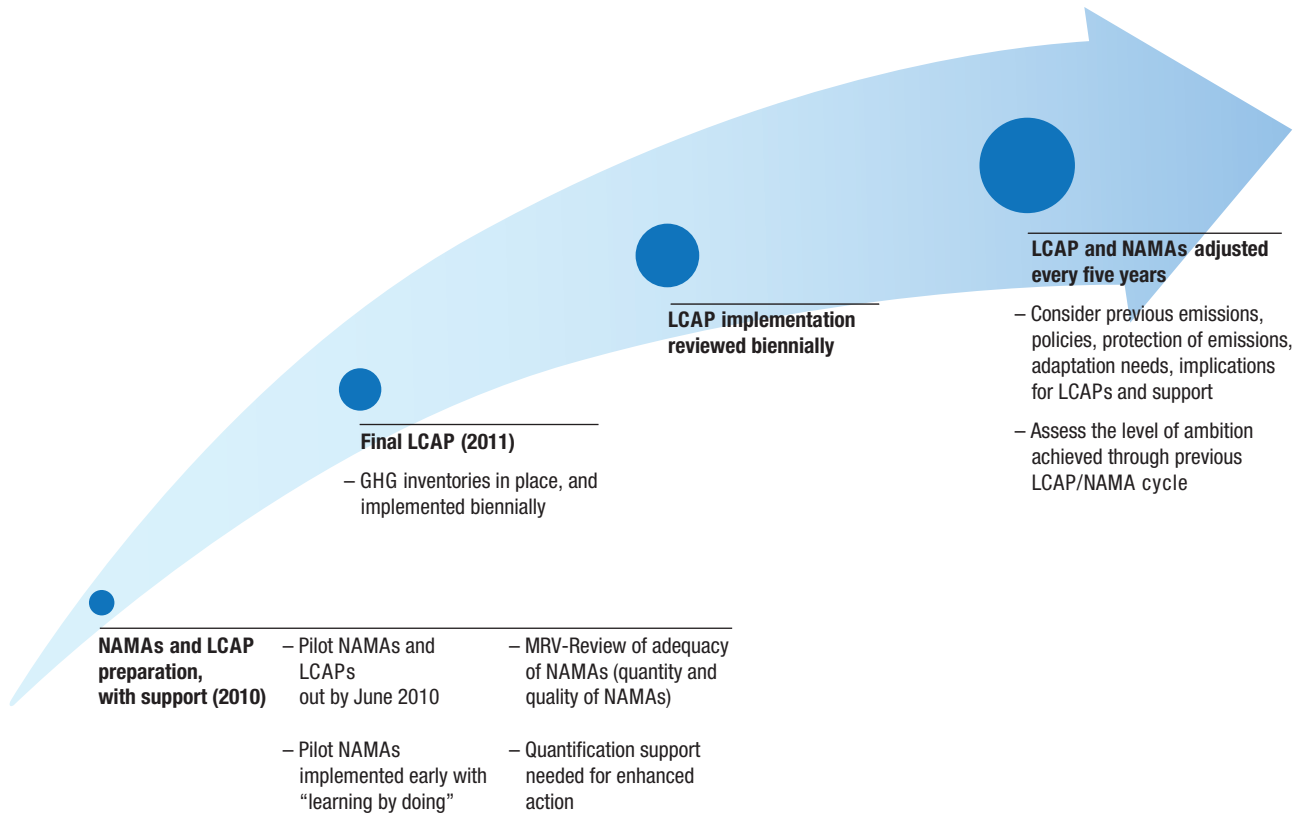 LCAP and NAMAs adjusted
every five years
– Consider previous emissions,
policies, protection of emissions,
adaptation needs, implications
for LCAPs and support
– Assess the level of ambition
achieved through previous
LCAP/NAMA cycle
LCAP implementation
reviewed biennially
Final LCAP (2011)
– GHG inventories in place, and
implemented biennially
NAMAs and LCAP
preparation,
with support (2010)
– Pilot NAMAs and
LCAPs
out by June 2010
– Pilot NAMAs
implemented early with
“learning by doing”
– MRV-Review of adequacy
of NAMAs (quantity and
quality of NAMAs)
– Quantification support
needed for enhanced
action